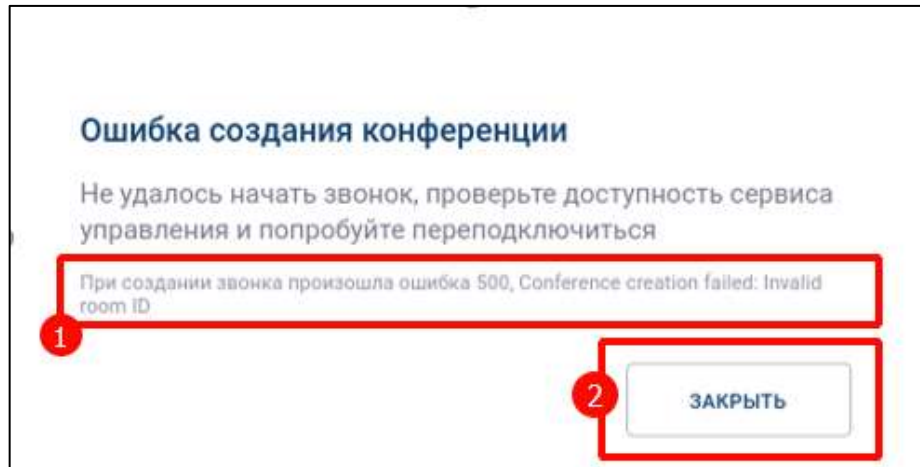 Ошибка создания конференции
Не удалось начать звонок, проверьте доступность сервиса
управления и попробуйте переподключиться
При создании звонка произошла ошибка 500, Conference creation failed: Invalid
room ID
1
2
ЗАКРЫТЬ